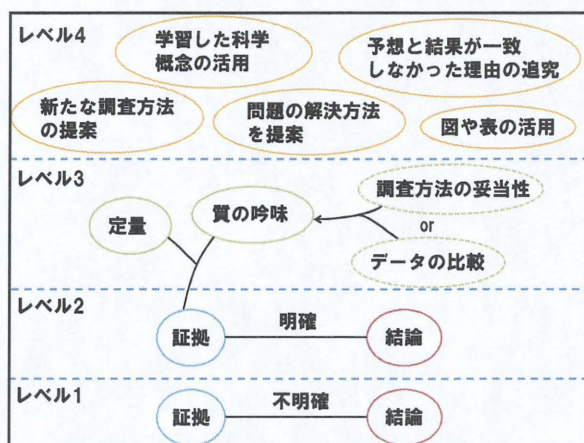 レベル4
学習した科学
概念の活用
予想と結果が一致
しなかった理由の追究
新たな調査方法
の提案
問題の解決方法
を提案
図や表の活用
レベル3
調査方法の妥当性
質の吟味
定量
or
データの比較
レベル2
証拠
明確
結論
レベル1
証拠
不明確
結論